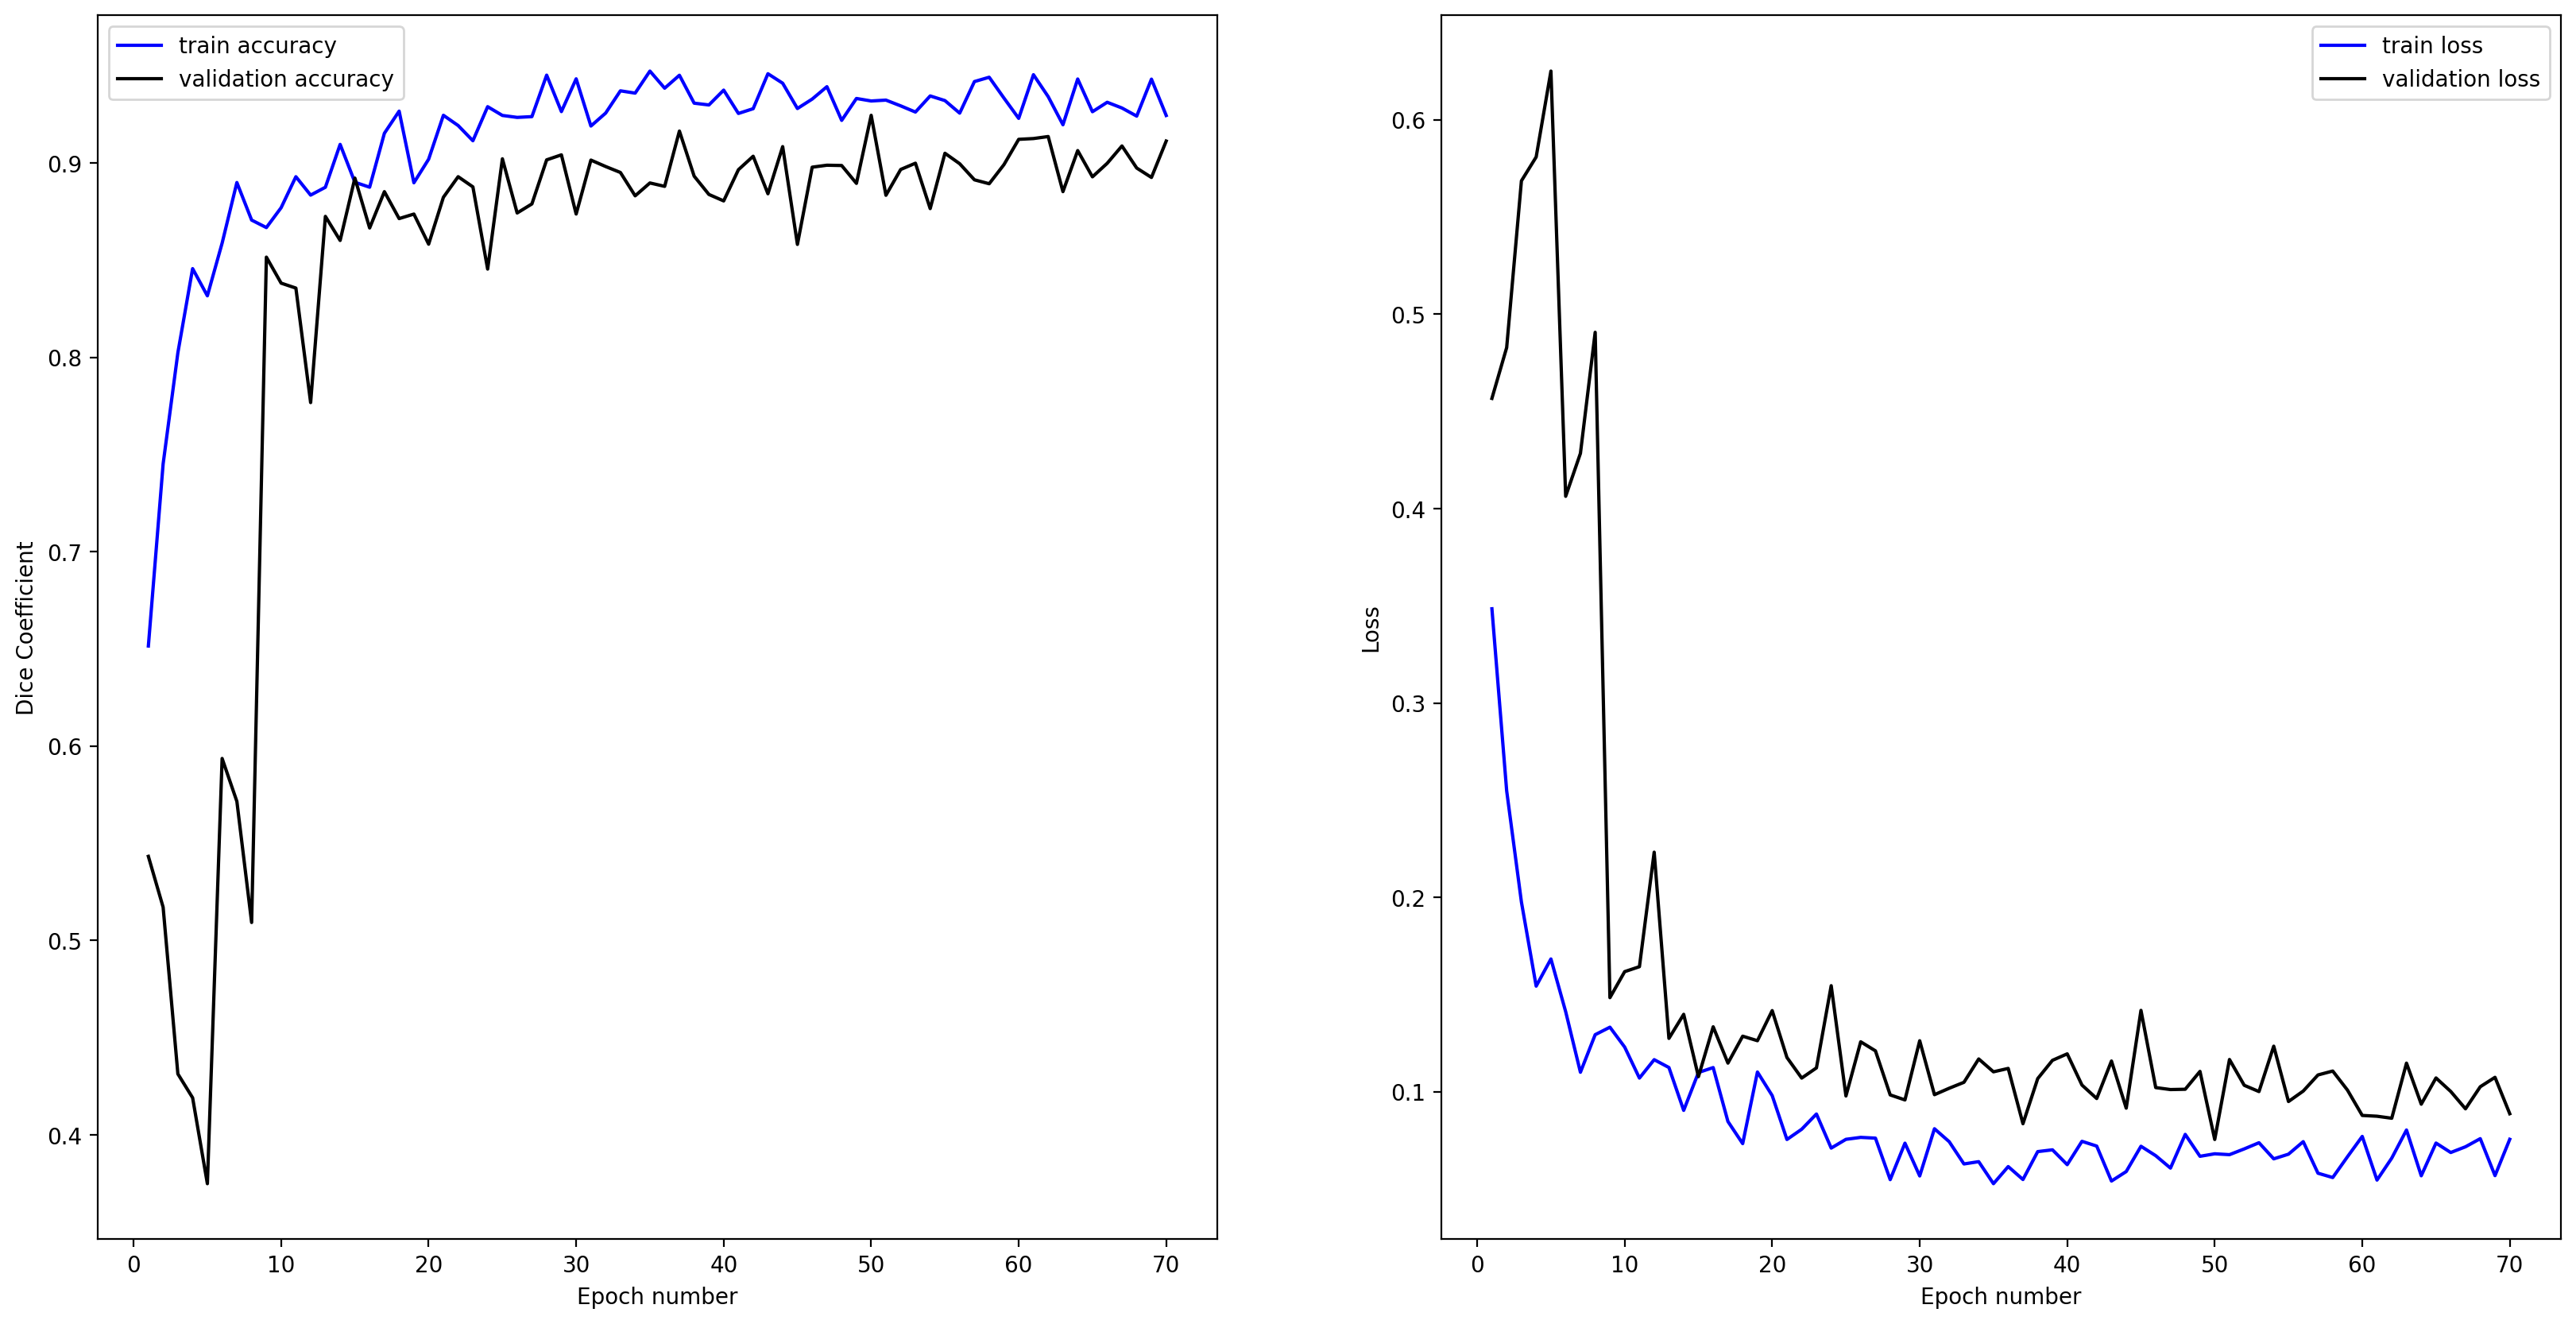 train accuracy
validation accuracy
Dice Coefficient
0.9
0.8
0.7
0.6
0.5
0.4
0 10 20 30 40 50 60 70
Epoch number
train loss
validation loss
Loss
0.6
0.5
0.4
0.3
0.2
0.1
0 10 20 30 40 50 60 70
Epoch number